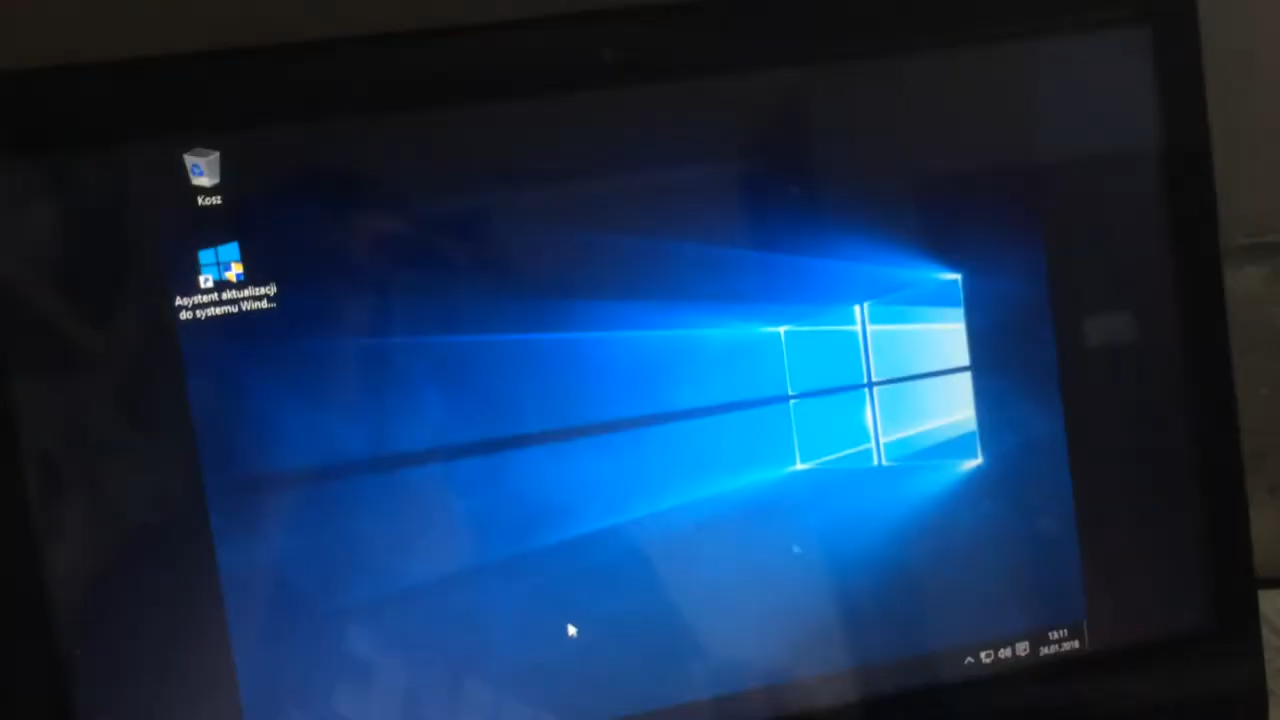 Kosz
Asystent aktualizacji
do systemu Wind...
13:11
24.01.2018